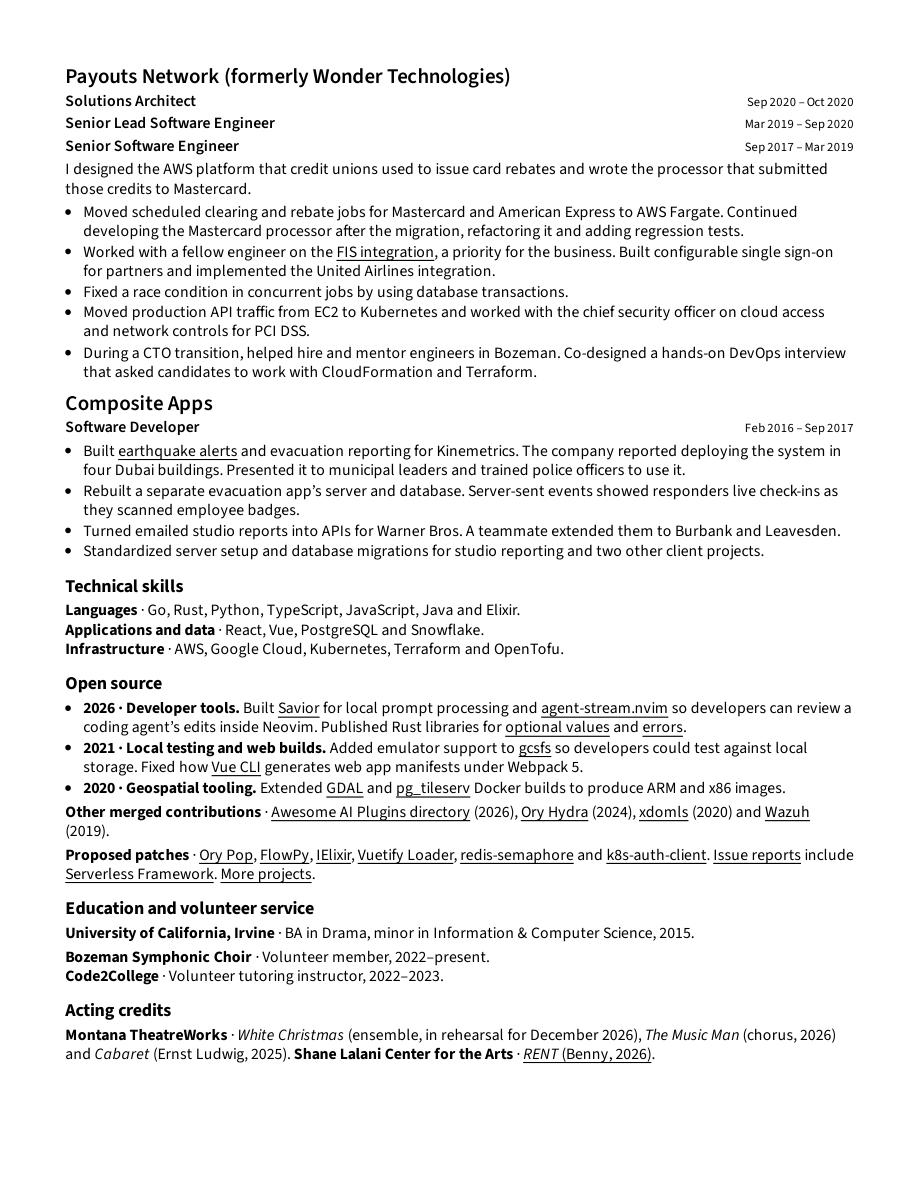 Payouts Network (formerly Wonder Technologies)
Solutions Architect Sep 2020 – Oct 2020
Senior Lead Software Engineer Mar 2019 – Sep 2020
Senior Software Engineer Sep 2017 – Mar 2019
I designed the AWS platform that credit unions used to issue card rebates and wrote the processor that submitted
those credits to Mastercard.
• Moved scheduled clearing and rebate jobs for Mastercard and American Express to AWS Fargate. Continued
developing the Mastercard processor after the migration, refactoring it and adding regression tests.
• Worked with a fellow engineer on the FIS integration, a priority for the business. Built configurable single sign-on
for partners and implemented the United Airlines integration.
• Fixed a race condition in concurrent jobs by using database transactions.
• Moved production API traffic from EC2 to Kubernetes and worked with the chief security officer on cloud access
and network controls for PCI DSS.
• During a CTO transition, helped hire and mentor engineers in Bozeman. Co-designed a hands-on DevOps interview
that asked candidates to work with CloudFormation and Terraform.
Composite Apps
Software Developer Feb 2016 – Sep 2017
• Built earthquake alerts and evacuation reporting for Kinemetrics. The company reported deploying the system in
four Dubai buildings. Presented it to municipal leaders and trained police officers to use it.
• Rebuilt a separate evacuation app’s server and database. Server-sent events showed responders live check-ins as
they scanned employee badges.
• Turned emailed studio reports into APIs for Warner Bros. A teammate extended them to Burbank and Leavesden.
• Standardized server setup and database migrations for studio reporting and two other client projects.
Technical skills
Languages · Go, Rust, Python, TypeScript, JavaScript, Java and Elixir.
Applications and data · React, Vue, PostgreSQL and Snowflake.
Infrastructure · AWS, Google Cloud, Kubernetes, Terraform and OpenTofu.
Open source
• 2026 · Developer tools. Built Savior for local prompt processing and agent-stream.nvim so developers can review a
coding agent’s edits inside Neovim. Published Rust libraries for optional values and errors.
• 2021 · Local testing and web builds. Added emulator support to gcsfs so developers could test against local
storage. Fixed how Vue CLI generates web app manifests under Webpack 5.
• 2020 · Geospatial tooling. Extended GDAL and pg_tileserv Docker builds to produce ARM and x86 images.
Other merged contributions · Awesome AI Plugins directory (2026), Ory Hydra (2024), xdomls (2020) and Wazuh
(2019).
Proposed patches · Ory Pop, FlowPy, IElixir, Vuetify Loader, redis-semaphore and k8s-auth-client. Issue reports include
Serverless Framework. More projects.
Education and volunteer service
University of California, Irvine · BA in Drama, minor in Information & Computer Science, 2015.
Bozeman Symphonic Choir · Volunteer member, 2022–present.
Code2College · Volunteer tutoring instructor, 2022–2023.
Acting credits
Montana TheatreWorks · White Christmas (ensemble, in rehearsal for December 2026), The Music Man (chorus, 2026)
and Cabaret (Ernst Ludwig, 2025). Shane Lalani Center for the Arts · RENT (Benny, 2026).